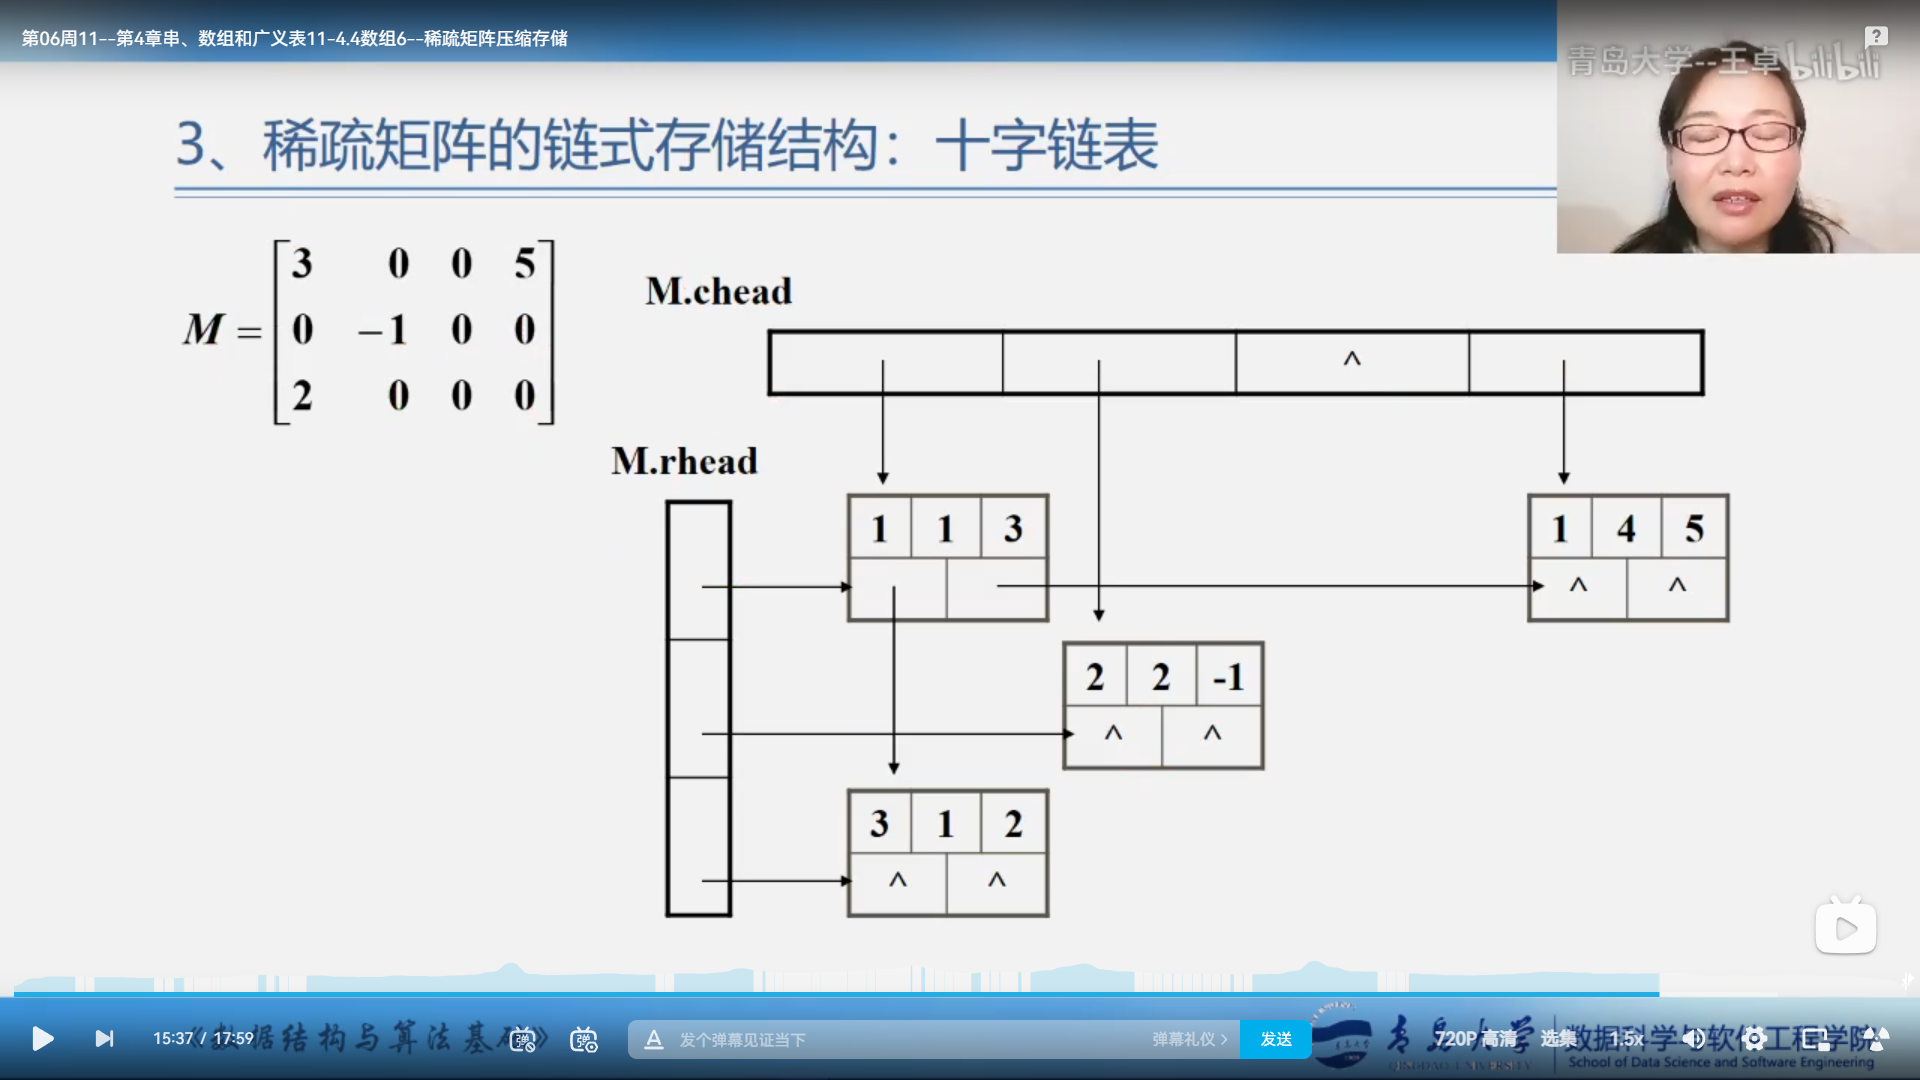 第06周11--第4章串、数组和广义表11-4.4数组6--稀疏矩阵压缩存储
青岛大学--王卓 bilibili
3、稀疏矩阵的链式存储结构：十字链表
M =
3 0 0 5
0 −1 0 0
2 0 0 0
M.chead
^
M.rhead
1 1 3
1 4 5
^ ^
2 2 -1
^ ^
3 1 2
^ ^
15:37 / 17:59
《数据结构与算法基础》
发个弹幕见证当下
弹幕礼仪 >
发送
青岛大学
QINGDAO UNIVERSITY
720P 高清
选集
1.5x
数据科学与软件工程学院
School of Data Science and Software Engineering